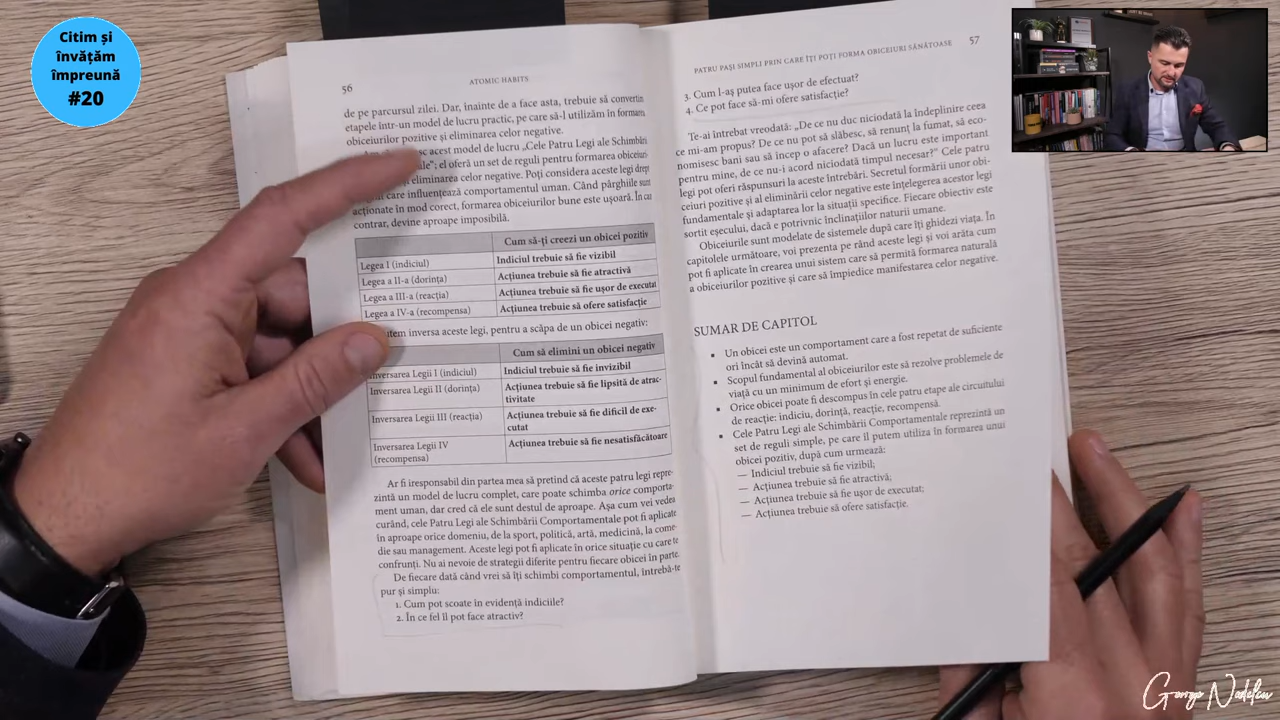 Citim și
învățăm
împreună
#20
56
ATOMIC HABITS
de pe parcursul zilei. Dar, înainte de a face asta, trebuie să convertim
etapele într-un model de lucru practic, pe care să-l utilizăm în formarea
obiceiurilor pozitive și eliminarea celor negative.
acest model de lucru „Cele Patru Legi ale Schimbării
el oferă un set de reguli pentru formarea obiceiu-
eliminarea celor negative. Poți considera aceste legi drept
care influențează comportamentul uman. Când pârghiile sunt
acționate în mod corect, formarea obiceiurilor bune este ușoară. În caz
contrar, devine aproape imposibilă.
Cum să-ți creezi un obicei pozitiv
Legea I (indiciul) Indiciul trebuie să fie vizibil
Legea a II-a (dorința) Acțiunea trebuie să fie atractivă
Legea a III-a (reacția) Acțiunea trebuie să fie ușor de executat
Legea a IV-a (recompensa) Acțiunea trebuie să ofere satisfacție
inversa aceste legi, pentru a scăpa de un obicei negativ:
Cum să elimini un obicei negativ
Inversarea Legii I (indiciul) Indiciul trebuie să fie invizibil
Inversarea Legii II (dorința) Acțiunea trebuie să fie lipsită de atrac-
tivitate
Inversarea Legii III (reacția) Acțiunea trebuie să fie dificil de exe-
cutat
Inversarea Legii IV Acțiunea trebuie să fie nesatisfăcătoare
(recompensa)
Ar fi iresponsabil din partea mea să pretind că aceste patru legi repre-
zintă un model de lucru complet, care poate schimba orice comporta-
ment uman, dar cred că ele sunt destul de aproape. Așa cum vei vedea
curând, cele Patru Legi ale Schimbării Comportamentale pot fi aplicate
în aproape orice domeniu, de la sport, politică, artă, medicină, la come-
die sau management. Aceste legi pot fi aplicate în orice situație cu care te
confrunți. Nu ai nevoie de strategii diferite pentru fiecare obicei în parte.
De fiecare dată când vrei să îți schimbi comportamentul, întreabă-te
pur și simplu:
1. Cum pot scoate în evidență indiciile?
2. În ce fel îl pot face atractiv?
PATRU PAȘI SIMPLI PRIN CARE ÎȚI POȚI FORMA OBICEIURI SĂNĂTOASE
57
3. Cum l-aș putea face ușor de efectuat?
4. Ce pot face să-mi ofere satisfacție?
Te-ai întrebat vreodată: „De ce nu duc niciodată la îndeplinire ceea
ce mi-am propus? De ce nu pot să slăbesc, să renunț la fumat, să eco-
nomisesc bani sau să încep o afacere? Dacă un lucru este important
pentru mine, de ce nu-i acord niciodată timpul necesar?” Cele patru
legi pot oferi răspunsuri la aceste întrebări. Secretul formării unor obi-
ceiuri pozitive și al eliminării celor negative este înțelegerea acestor legi
fundamentale și adaptarea lor la situații specifice. Fiecare obiectiv este
sortit eșecului, dacă e potrivnic înclinațiilor naturii umane.
Obiceiurile sunt modelate de sistemele după care îți ghidezi viața. În
capitolele următoare, voi prezenta pe rând aceste legi și voi arăta cum
pot fi aplicate în crearea unui sistem care să permită formarea naturală
a obiceiurilor pozitive și care să împiedice manifestarea celor negative.
SUMAR DE CAPITOL
▪ Un obicei este un comportament care a fost repetat de suficiente
ori încât să devină automat.
▪ Scopul fundamental al obiceiurilor este să rezolve problemele de
viață cu un minimum de efort și energie.
▪ Orice obicei poate fi descompus în cele patru etape ale circuitului
de reacție: indiciu, dorință, reacție, recompensă.
▪ Cele Patru Legi ale Schimbării Comportamentale reprezintă un
set de reguli simple, pe care îl putem utiliza în formarea unui
obicei pozitiv, după cum urmează:
— Indiciul trebuie să fie vizibil;
— Acțiunea trebuie să fie atractivă;
— Acțiunea trebuie să fie ușor de executat;
— Acțiunea trebuie să ofere satisfacție.